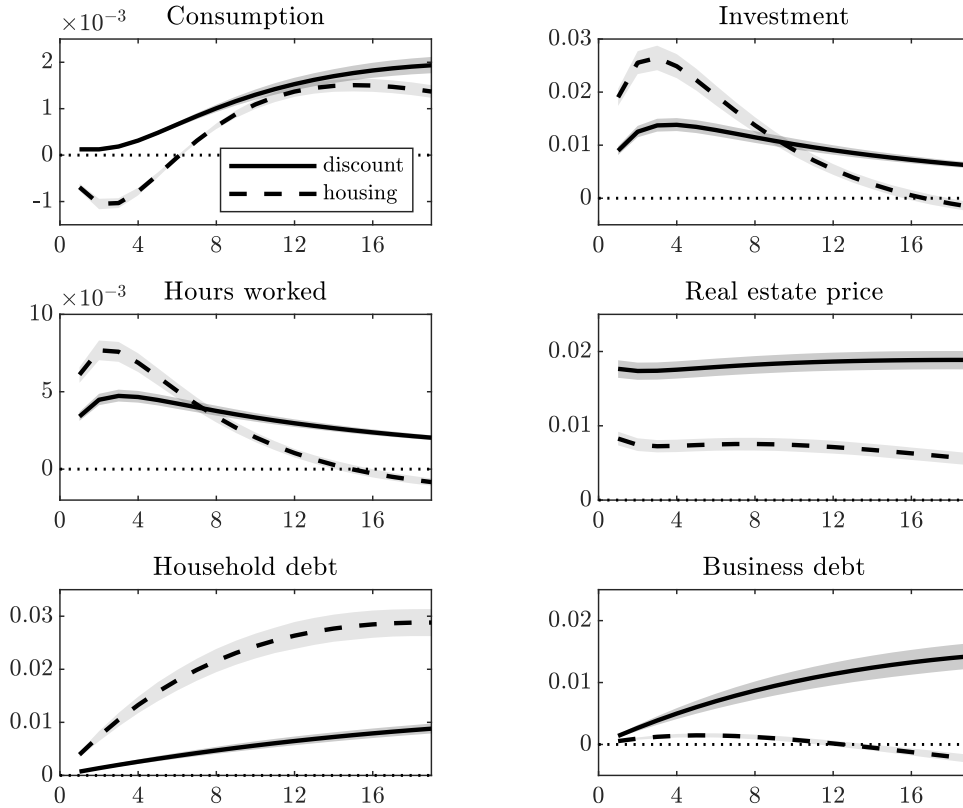 Consumption
×10⁻³
2
1
0
-1
discount
housing
0 4 8 12 16
Investment
0.03
0.02
0.01
0
0 4 8 12 16
Hours worked
×10⁻³
10
5
0
0 4 8 12 16
Real estate price
0.02
0.01
0
0 4 8 12 16
Household debt
0.03
0.02
0.01
0
0 4 8 12 16
Business debt
0.02
0.01
0
0 4 8 12 16